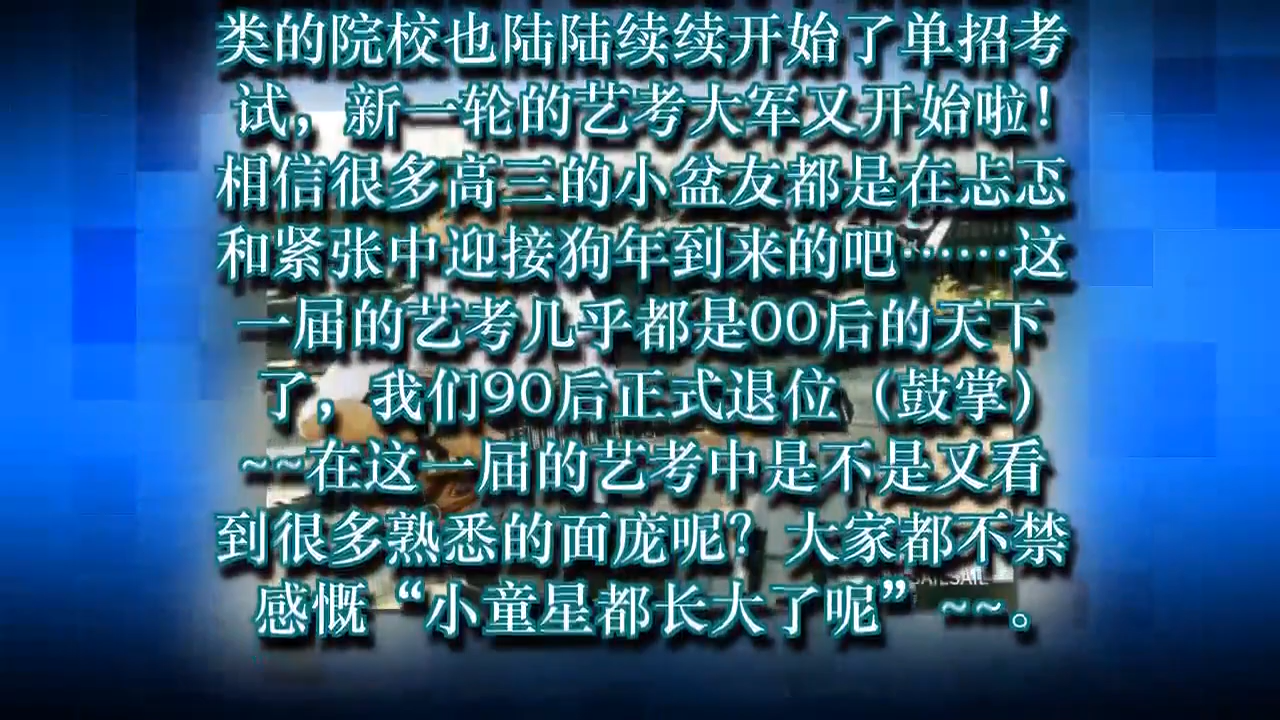 类的院校也陆陆续续开始了单招考
试，新一轮的艺考大军又开始啦！
相信很多高三的小盆友都是在忐忑
和紧张中迎接狗年到来的吧……这
一届的艺考几乎都是00后的天下
了，我们90后正式退位（鼓掌）
~~在这一届的艺考中是不是又看
到很多熟悉的面庞呢？大家都不禁
感慨“小童星都长大了呢”~~。